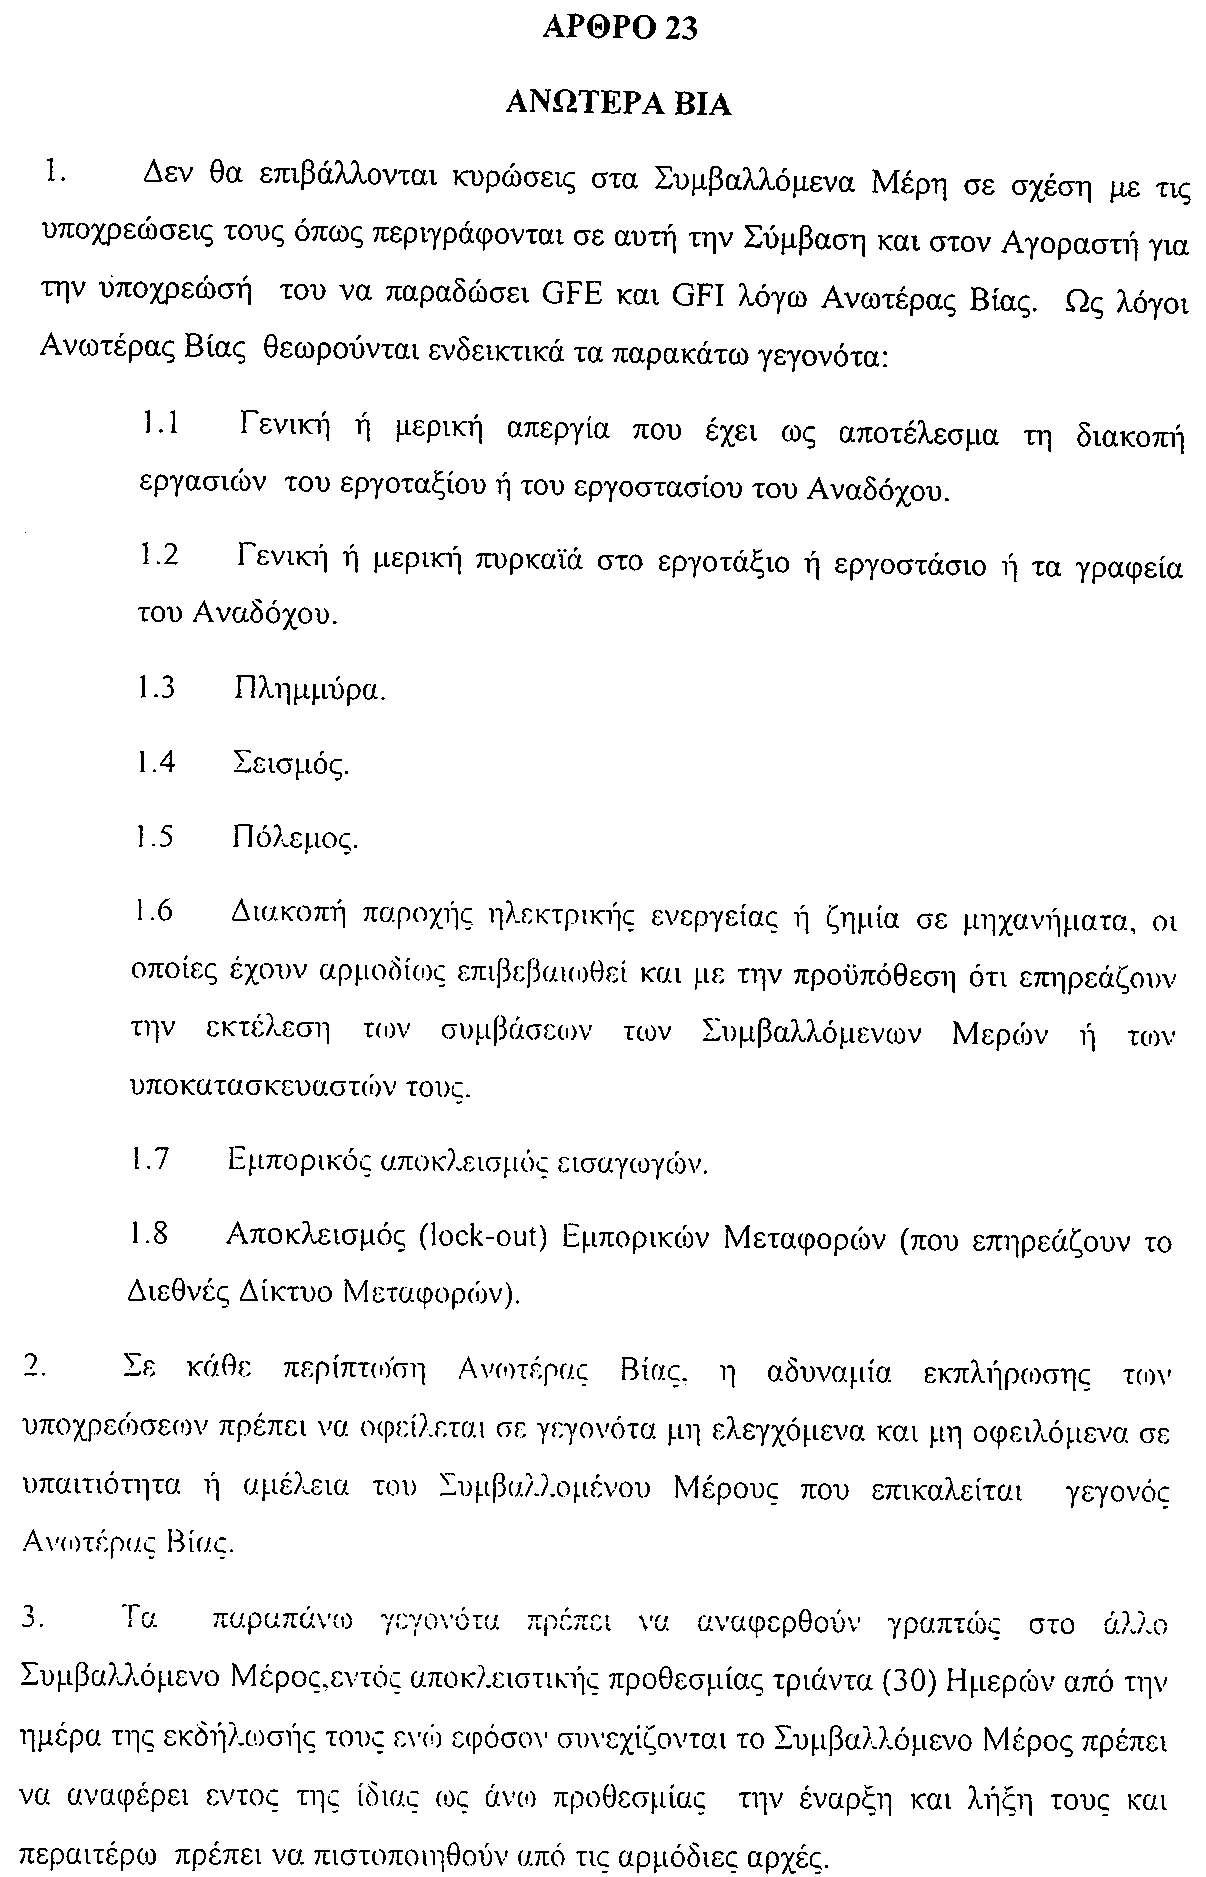 ΑΡΘΡΟ 23
ΑΝΩΤΕΡΑ ΒΙΑ
1. Δεν θα επιβάλλονται κυρώσεις στα Συμβαλλόμενα Μέρη σε σχέση με τις
υποχρεώσεις τους όπως περιγράφονται σε αυτή την Σύμβαση και στον Αγοραστή για
την υποχρεώσή του να παραδώσει GFE και GFI λόγω Ανωτέρας Βίας. Ως λόγοι
Ανωτέρας Βίας θεωρούνται ενδεικτικά τα παρακάτω γεγονότα:
1.1 Γενική ή μερική απεργία που έχει ως αποτέλεσμα τη διακοπή
εργασιών του εργοταξίου ή του εργοστασίου του Αναδόχου.
1.2 Γενική ή μερική πυρκαϊά στο εργοτάξιο ή εργοστάσιο ή τα γραφεία
του Αναδόχου.
1.3 Πλημμύρα.
1.4 Σεισμός.
1.5 Πόλεμος.
1.6 Διακοπή παροχής ηλεκτρικής ενεργείας ή ζημία σε μηχανήματα, οι
οποίες έχουν αρμοδίως επιβεβαιωθεί και με την προϋπόθεση ότι επηρεάζουν
την εκτέλεση των συμβάσεων των Συμβαλλόμενων Μερών ή των
υποκατασκευαστών τους.
1.7 Εμπορικός αποκλεισμός εισαγωγών.
1.8 Αποκλεισμός (lock-out) Εμπορικών Μεταφορών (που επηρεάζουν το
Διεθνές Δίκτυο Μεταφορών).
2. Σε κάθε περίπτωση Ανωτέρας Βίας, η αδυναμία εκπλήρωσης των
υποχρεώσεων πρέπει να οφείλεται σε γεγονότα μη ελεγχόμενα και μη οφειλόμενα σε
υπαιτιότητα ή αμέλεια του Συμβαλλομένου Μέρους που επικαλείται γεγονός
Ανωτέρας Βίας.
3. Τα παραπάνω γεγονότα πρέπει να αναφερθούν γραπτώς στο άλλο
Συμβαλλόμενο Μέρος,εντός αποκλειστικής προθεσμίας τριάντα (30) Ημερών από την
ημέρα της εκδήλωσής τους ενώ εφόσον συνεχίζονται το Συμβαλλόμενο Μέρος πρέπει
να αναφέρει εντος της ίδιας ως άνω προθεσμίας την έναρξη και λήξη τους και
περαιτέρω πρέπει να πιστοποιηθούν από τις αρμόδιες αρχές.